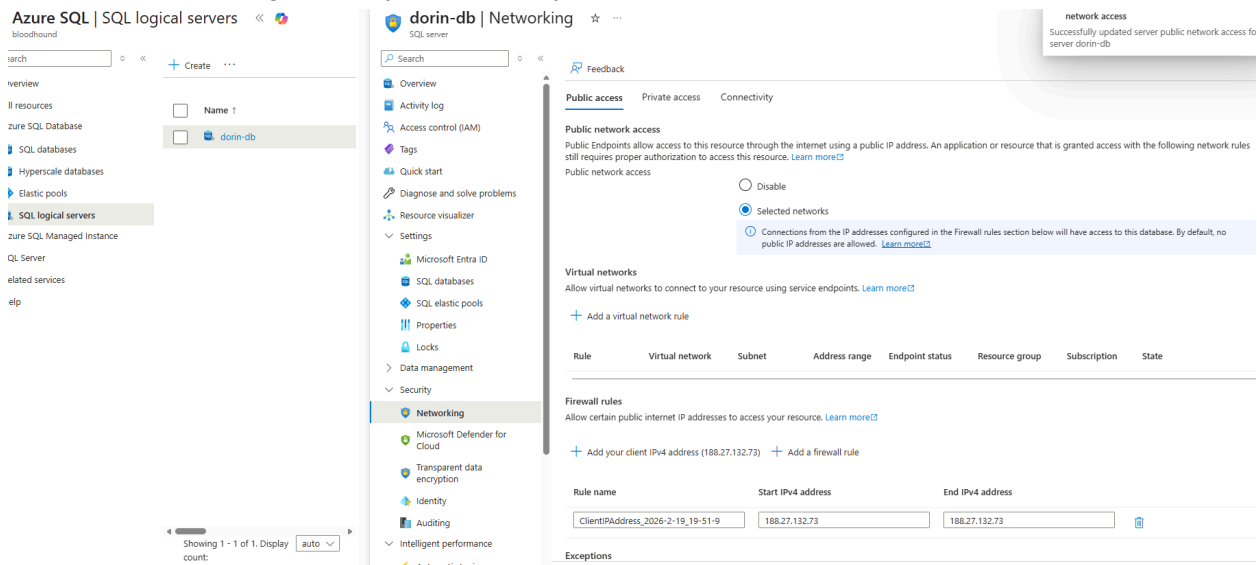 Azure SQL | SQL logical servers «
bloodhound
earch
«
+ Create ···
verview
ll resources
zure SQL Database
SQL databases
Hyperscale databases
Elastic pools
SQL logical servers
zure SQL Managed Instance
QL Server
elated services
elp
Name ↑
dorin-db
Showing 1 - 1 of 1. Display auto
count:
dorin-db | Networking ☆ ···
SQL server
Search
«
Overview
Activity log
Access control (IAM)
Tags
Quick start
Diagnose and solve problems
Resource visualizer
Settings
Microsoft Entra ID
SQL databases
SQL elastic pools
Properties
Locks
Data management
Security
Networking
Microsoft Defender for
Cloud
Transparent data
encryption
Identity
Auditing
Intelligent performance
network access
Successfully updated server public network access fo
server dorin-db
Feedback
Public access Private access Connectivity
Public network access
Public Endpoints allow access to this resource through the internet using a public IP address. An application or resource that is granted access with the following network rules
still requires proper authorization to access this resource. Learn more
Public network access
Disable
Selected networks
Connections from the IP addresses configured in the Firewall rules section below will have access to this database. By default, no
public IP addresses are allowed. Learn more
Virtual networks
Allow virtual networks to connect to your resource using service endpoints. Learn more
+ Add a virtual network rule
Rule Virtual network Subnet Address range Endpoint status Resource group Subscription State
Firewall rules
Allow certain public internet IP addresses to access your resource. Learn more
+ Add your client IPv4 address (188.27.132.73) + Add a firewall rule
Rule name Start IPv4 address End IPv4 address
ClientIPAddress_2026-2-19_19-51-9 188.27.132.73 188.27.132.73
Exceptions